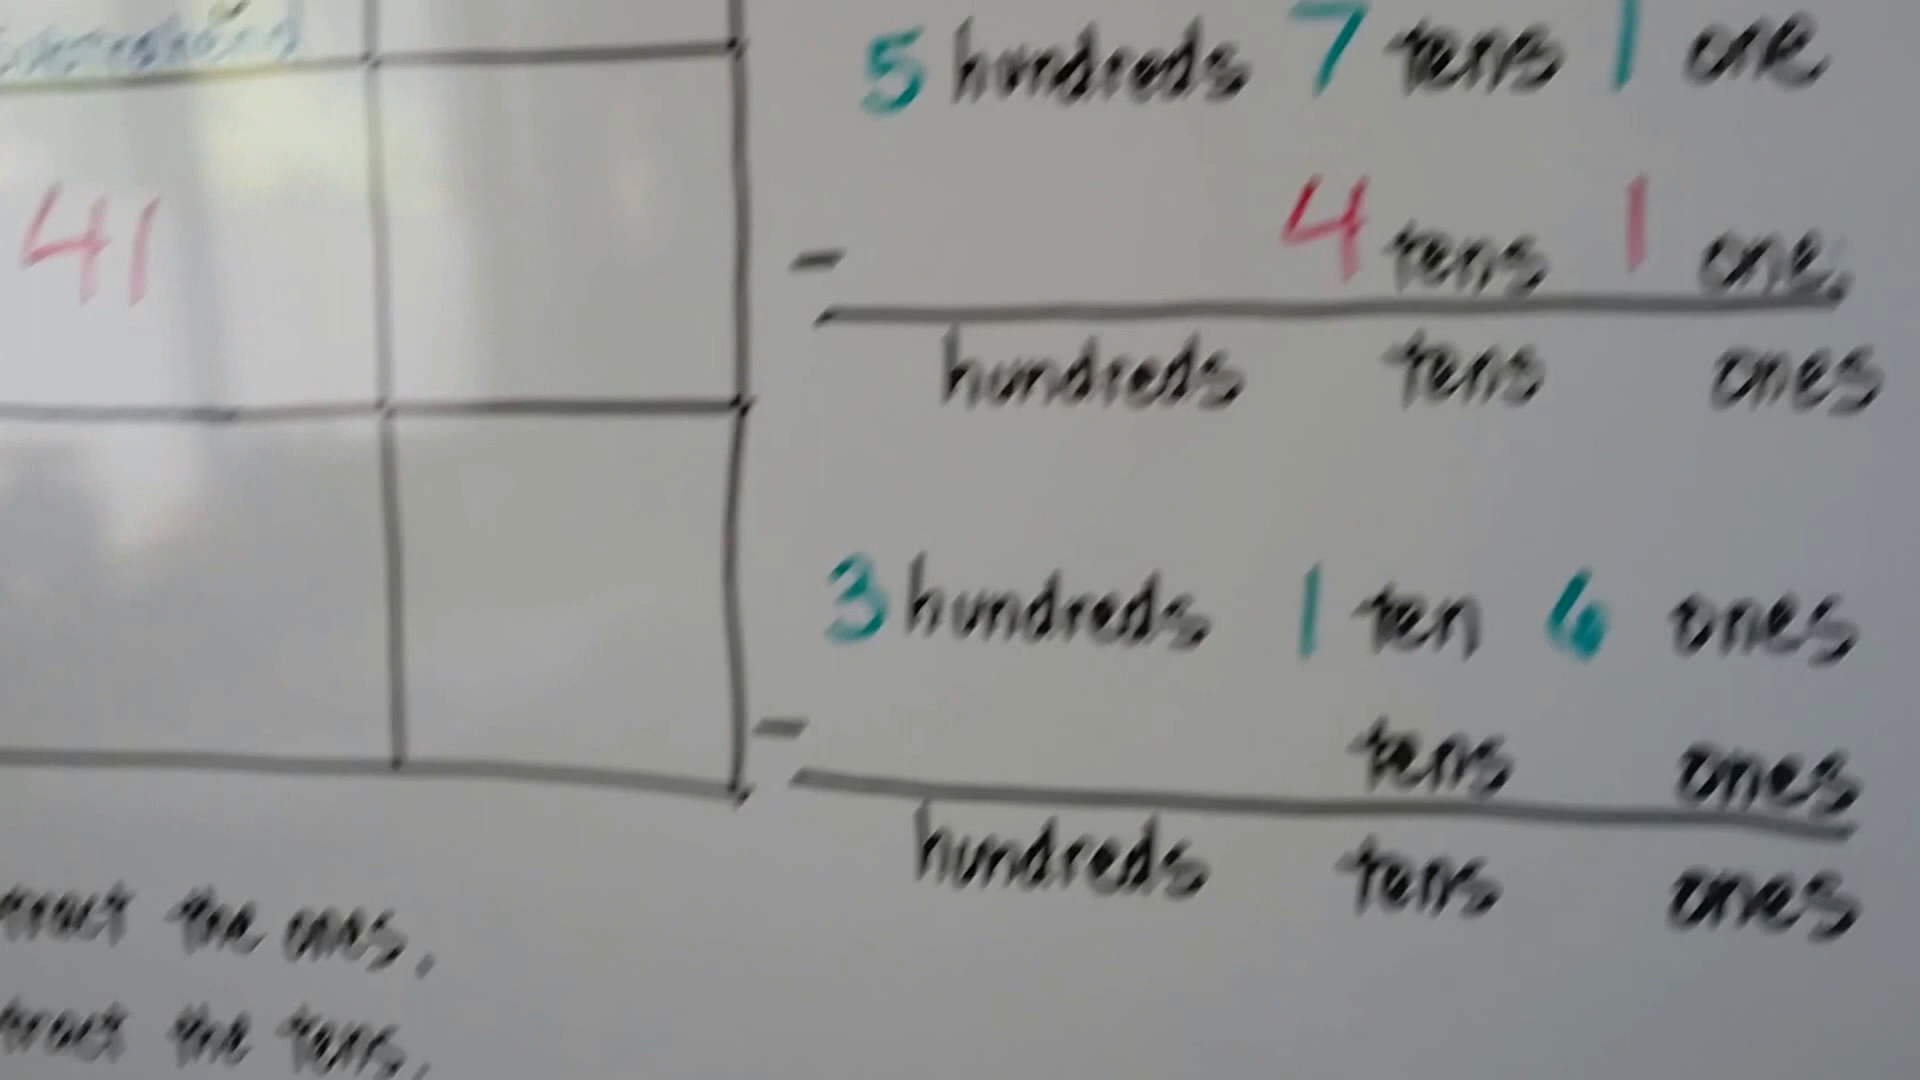 5 hundreds 7 tens 1 one
41
- 4 tens 1 one
hundreds tens ones
3 hundreds 1 ten 6 ones
- tens ones
hundreds tens ones
the ones.
the tens.